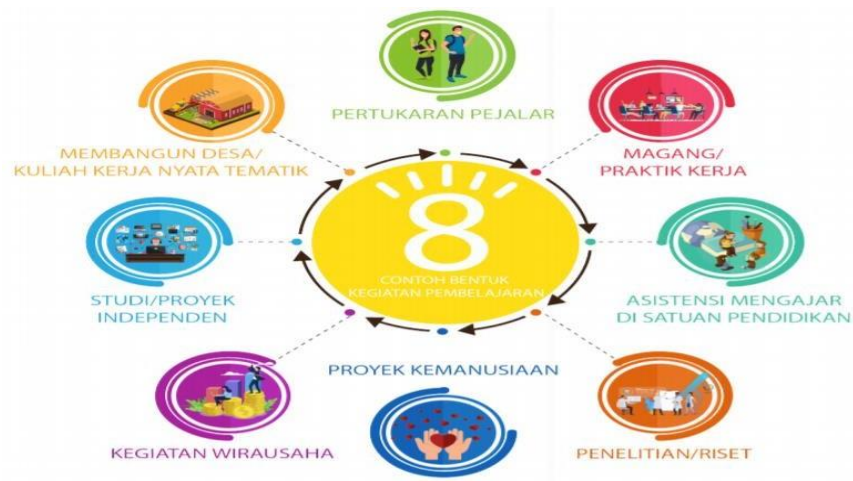 PERTUKARAN PEJALAR
MAGANG/
PRAKTIK KERJA
ASISTENSI MENGAJAR
DI SATUAN PENDIDIKAN
PENELITIAN/RISET
PROYEK KEMANUSIAAN
KEGIATAN WIRAUSAHA
STUDI/PROYEK
INDEPENDEN
MEMBANGUN DESA/
KULIAH KERJA NYATA TEMATIK
8
CONTOH BENTUK
KEGIATAN PEMBELAJARAN